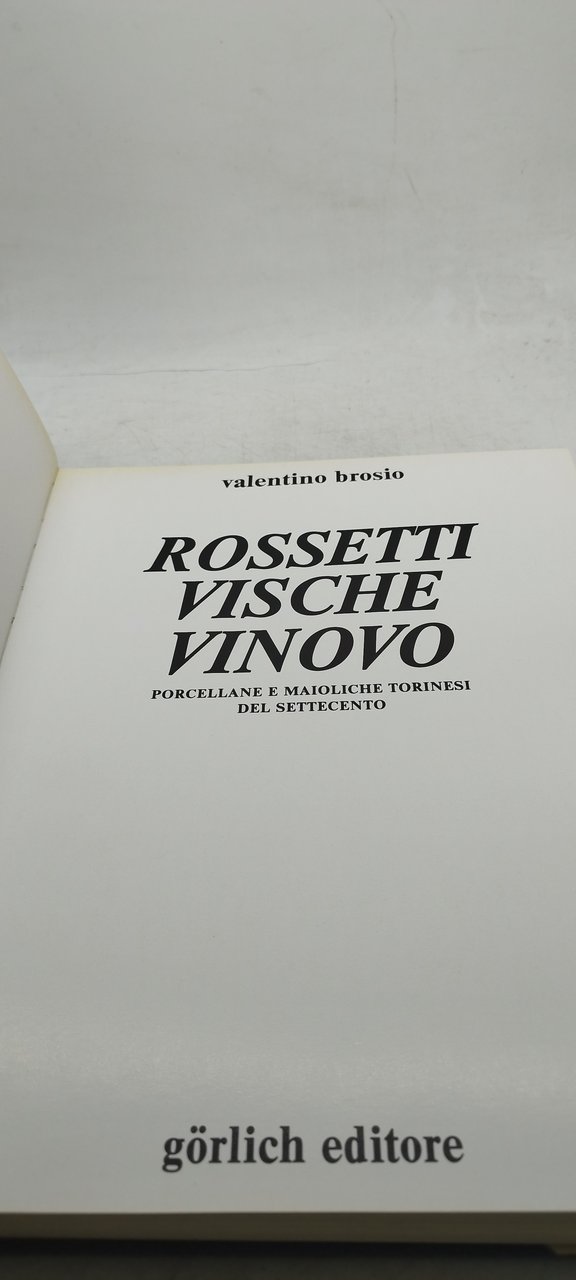 valentino brosio
ROSSETTI
VISCHE
VINOVO
PORCELLANE E MAIOLICHE TORINESI
DEL SETTECENTO
görlich editore